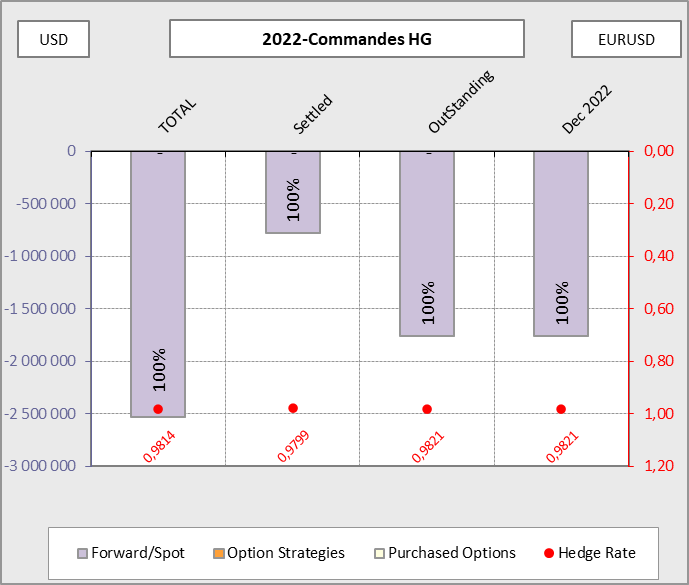 USD
2022-Commandes HG
EURUSD
TOTAL
Settled
OutStanding
Dec 2022
0
-500 000
-1 000 000
-1 500 000
-2 000 000
-2 500 000
-3 000 000
100%
100%
100%
100%
0,9814
0,9799
0,9821
0,9821
0,00
0,20
0,40
0,60
0,80
1,00
1,20
Forward/Spot
Option Strategies
Purchased Options
Hedge Rate